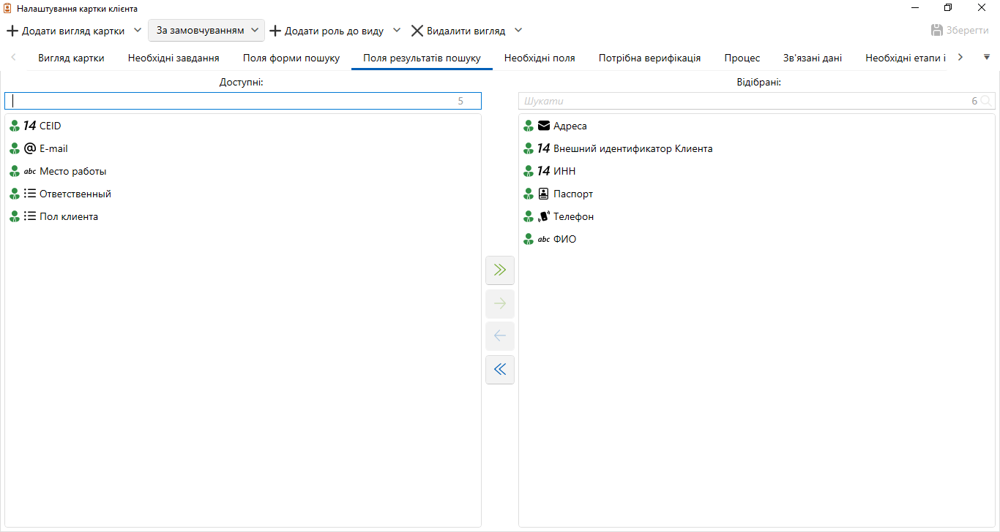 Налаштування картки клієнта
Додати вигляд картки За замовчуванням Додати роль до виду Видалити вигляд Зберегти
Вигляд картки Необхідні завдання Поля форми пошуку Поля результатів пошуку Необхідні поля Потрібна верифікація Процес Зв'язані дані Необхідні етапи і
Доступні:
5
14 CEID
@ E-mail
abc Место работы
Ответственный
Пол клиента
Відібрані:
Шукати 6
Адреса
14 Внешний идентификатор Клиента
14 ИНН
Паспорт
Телефон
abc ФИО